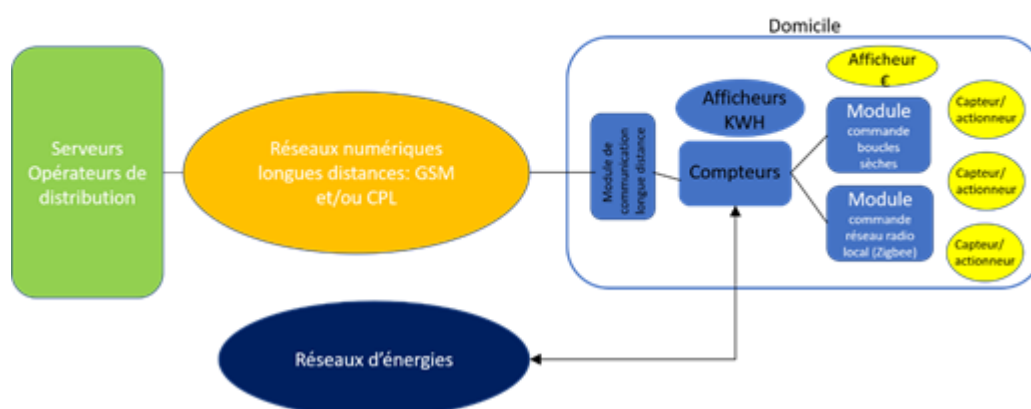 Domicile
Serveurs
Opérateurs de
distribution
Réseaux numériques
longues distances: GSM
et/ou CPL
Module de
communication
longue distance
Afficheurs
KWH
Compteurs
Afficheur
€
Module
commande
boucles
sèches
Module
commande
réseau radio
local (Zigbee)
Capteur/
actionneur
Capteur/
actionneur
Capteur/
actionneur
Réseaux d'énergies